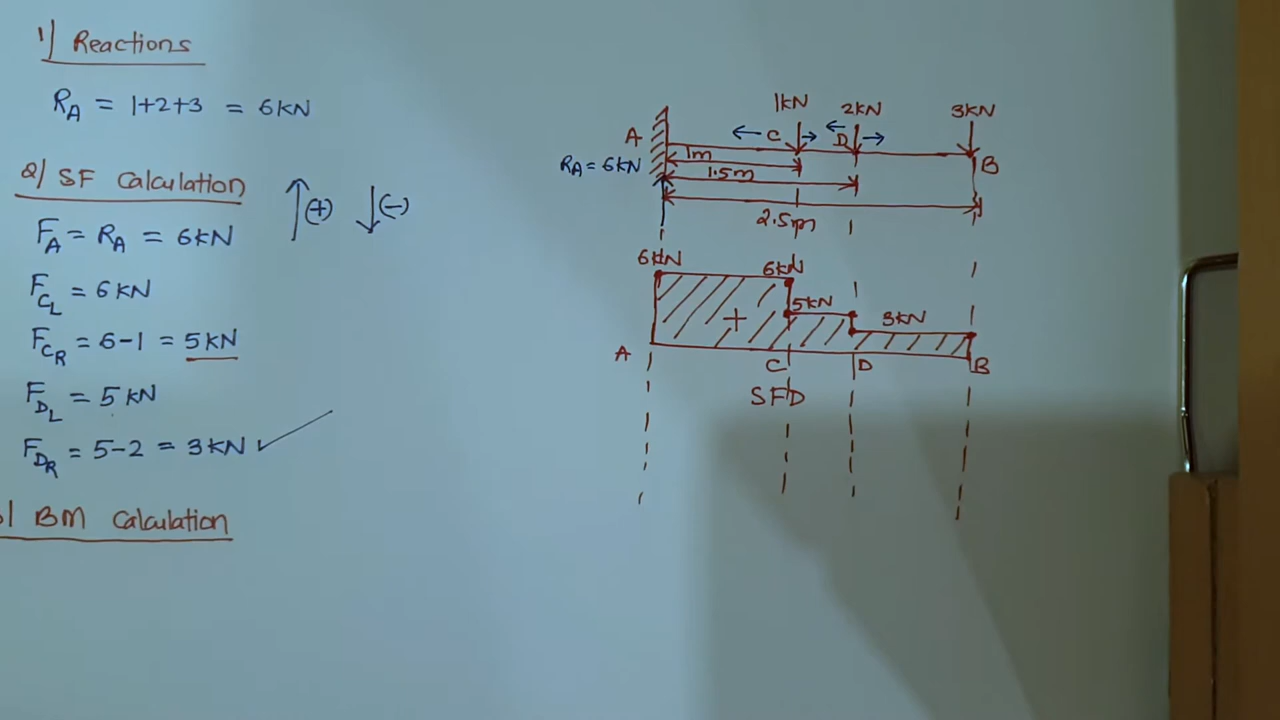 1) Reactions
RA = 1+2+3 = 6kN
2) SF Calculation
(+) (-)
FA = RA = 6kN
FCL = 6kN
FCR = 6-1 = 5kN
FDL = 5kN
FDR = 5-2 = 3kN ✓
BM Calculation
1kN 2kN 3kN
A C D B
1m
RA = 6kN
1.5m
2.5m
6kN 6kN
5kN 3kN
+
A C D B
SFD